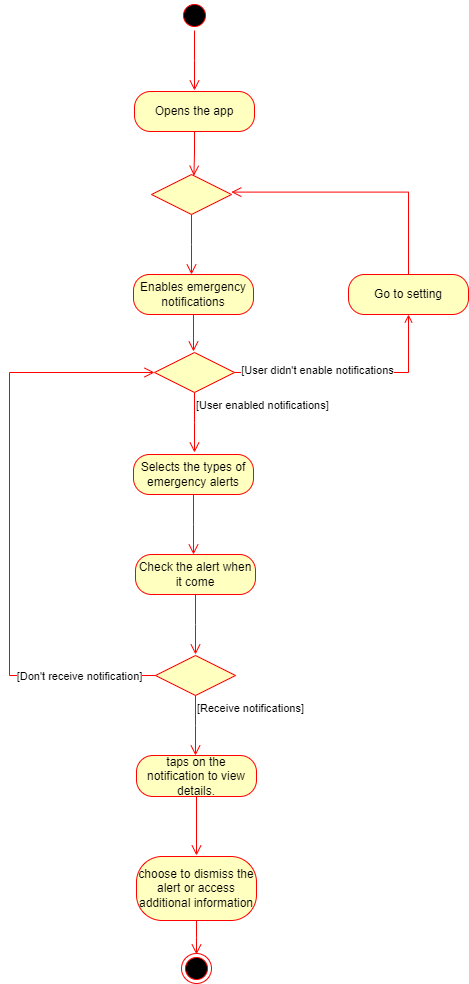 Opens the app
Enables emergency
notifications
Go to setting
[User didn't enable notifications
[User enabled notifications]
Selects the types of
emergency alerts
Check the alert when
it come
[Don't receive notification]
[Receive notifications]
taps on the
notification to view
details.
choose to dismiss the
alert or access
additional information